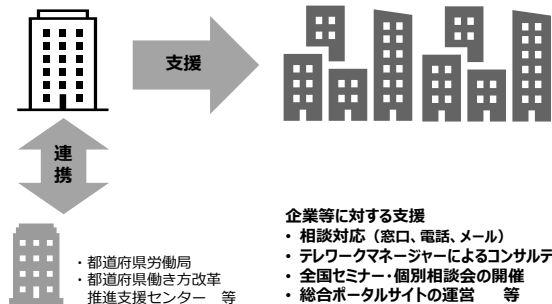 支援
連
携
・都道府県労働局
・都道府県働き方改革
推進支援センター 等
企業等に対する支援
・ 相談対応（窓口、電話、メール）
・ テレワークマネージャーによるコンサルテ
・ 全国セミナー・個別相談会の開催
・ 総合ポータルサイトの運営 等